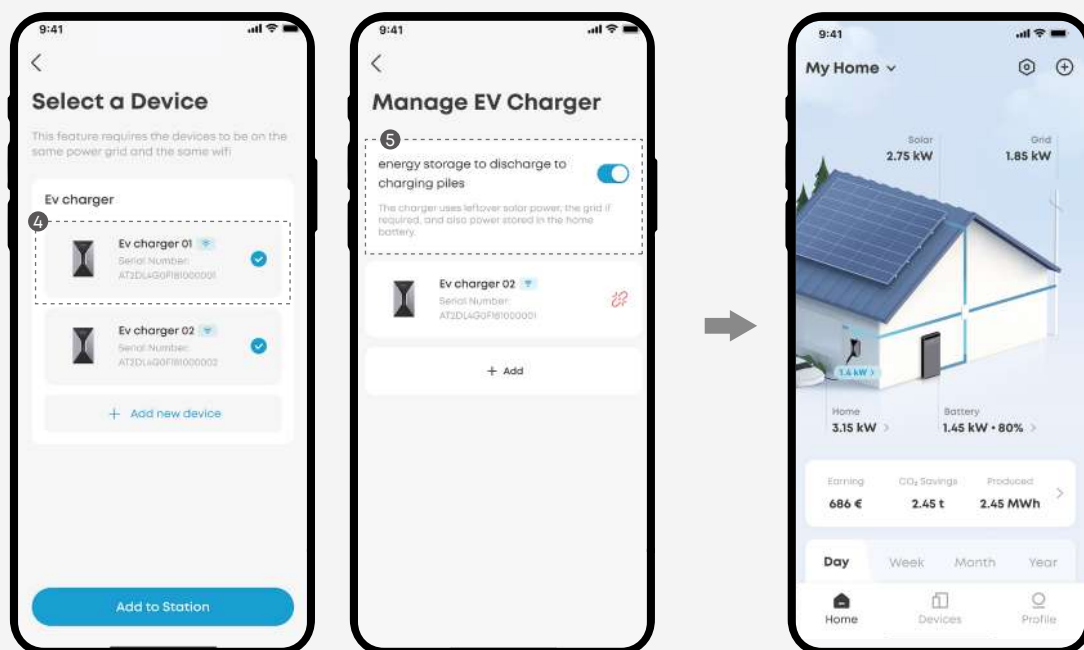 9:41
Select a Device
This feature requires the devices to be on the
same power grid and the same wifi
Ev charger
4
Ev charger 01
Serial Number:
AT2DL4G0F181000001
Ev charger 02
Serial Number:
AT2DL4G0F181000002
+ Add new device
Add to Station
9:41
Manage EV Charger
5
energy storage to discharge to
charging piles
The charger uses leftover solar power, the grid if
required, and also power stored in the home
battery.
Ev charger 02
Serial Number:
AT2DL4G0F181000001
+ Add
9:41
My Home
Solar
2.75 kW
Grid
1.85 kW
1.4 kW >
Home
3.15 kW >
Battery
1.45 kW • 80% >
Earning
686 €
CO₂ Savings
2.45 t
Produced
2.45 MWh
Day
Week
Month
Year
Home
Devices
Profile